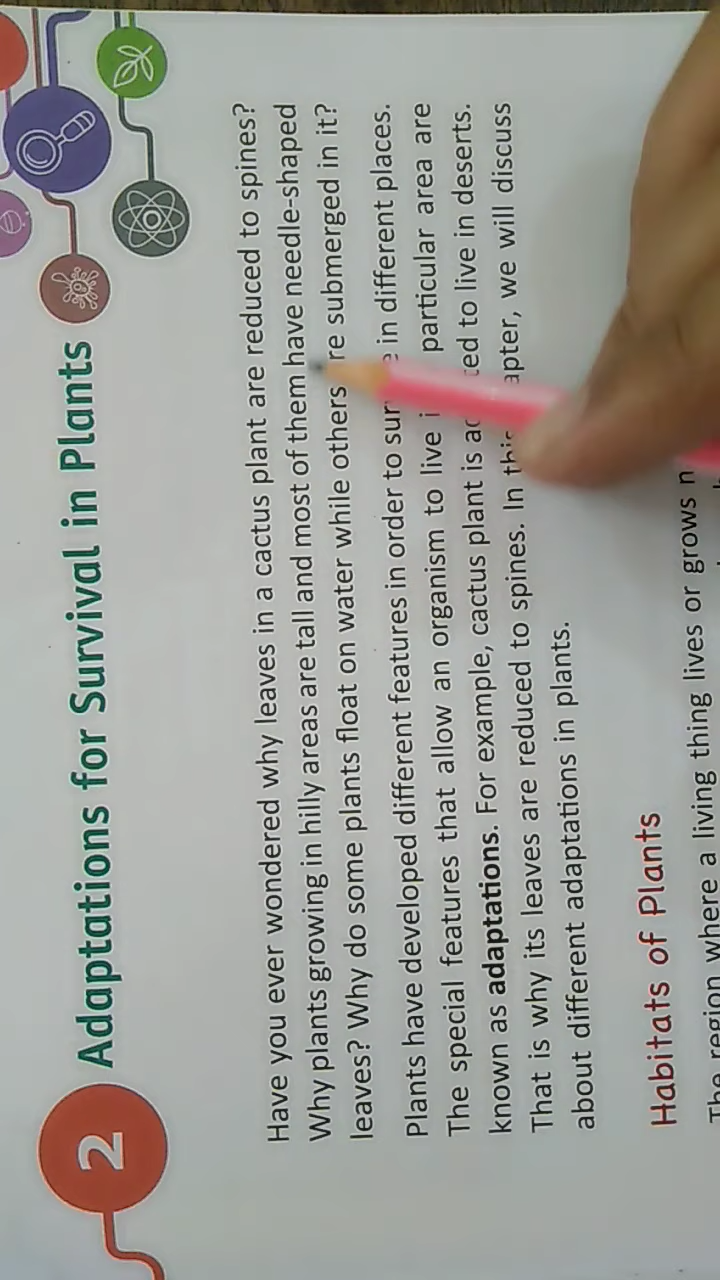 2 Adaptations for Survival in Plants
Have you ever wondered why leaves in a cactus plant are reduced to spines?
Why plants growing in hilly areas are tall and most of them have needle-shaped
leaves? Why do some plants float on water while others re submerged in it?
Plants have developed different features in order to sur in different places.
The special features that allow an organism to live particular area are
known as adaptations. For example, cactus plant is ted to live in deserts.
That is why its leaves are reduced to spines. In this apter, we will discuss
about different adaptations in plants.
Habitats of Plants
The region where a living thing lives or grows